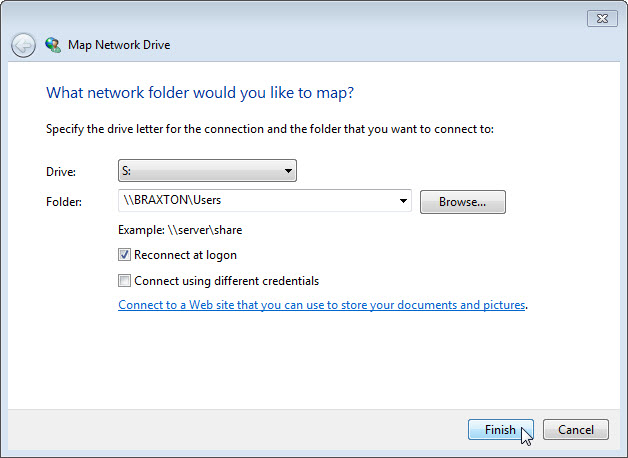 Map Network Drive
What network folder would you like to map?
Specify the drive letter for the connection and the folder that you want to connect to:
Drive: S:
Folder: \\BRAXTON\Users Browse...
Example: \\server\share
Reconnect at logon
Connect using different credentials
Connect to a Web site that you can use to store your documents and pictures.
Finish Cancel